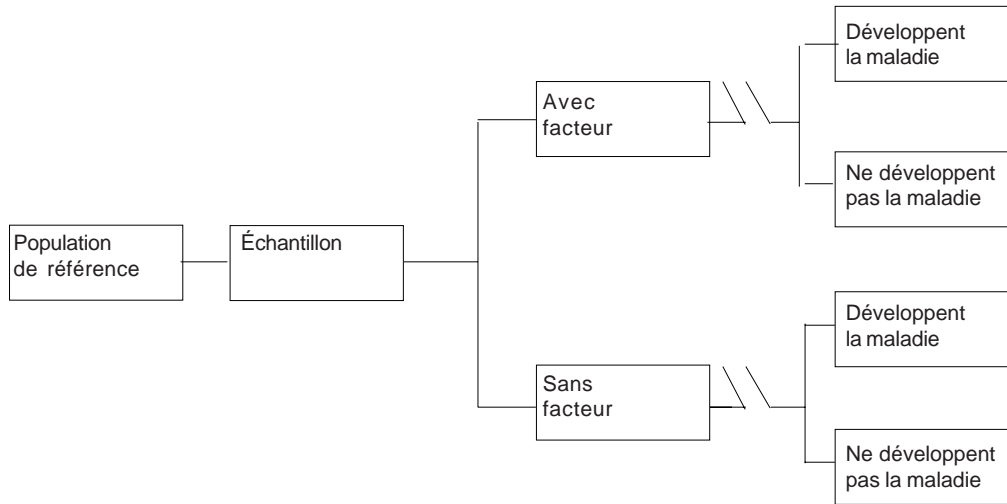 Développent
la maladie
Avec
facteur
Ne développent
pas la maladie
Population
de référence
Échantillon
Développent
la maladie
Sans
facteur
Ne développent
pas la maladie